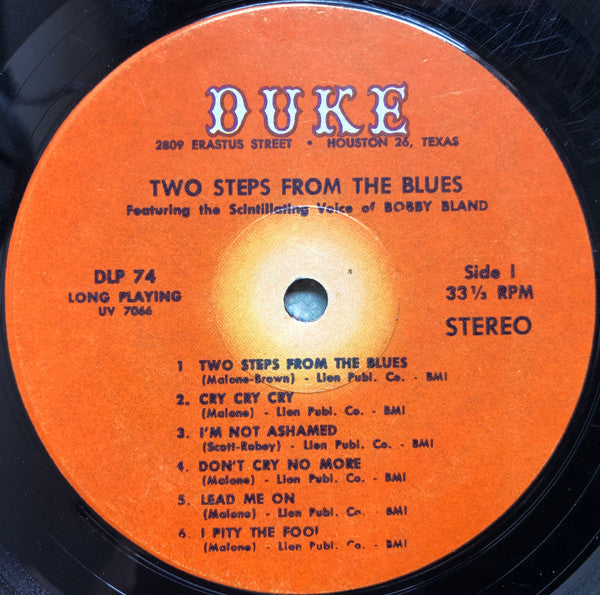 DUKE
2809 ERASTUS STREET • HOUSTON 26, TEXAS
TWO STEPS FROM THE BLUES
Featuring the Scintillating Voice of BOBBY BLAND
DLP 74
LONG PLAYING
UV 7066
Side 1
33⅓ RPM
STEREO
1 TWO STEPS FROM THE BLUES
(Malone-Brown) - Lion Publ. Co. - BMI
2. CRY CRY CRY
(Malone) - Lion Publ. Co. - BMI
3. I'M NOT ASHAMED
(Scott-Robey) - Lion Publ. Co. - BMI
4. DON'T CRY NO MORE
(Malone) - Lion Publ. Co. - BMI
5. LEAD ME ON
(Malone) - Lion Publ. Co. - BMI
6. I PITY THE FOOL
(Malone) - Lion Publ. Co. - BMI